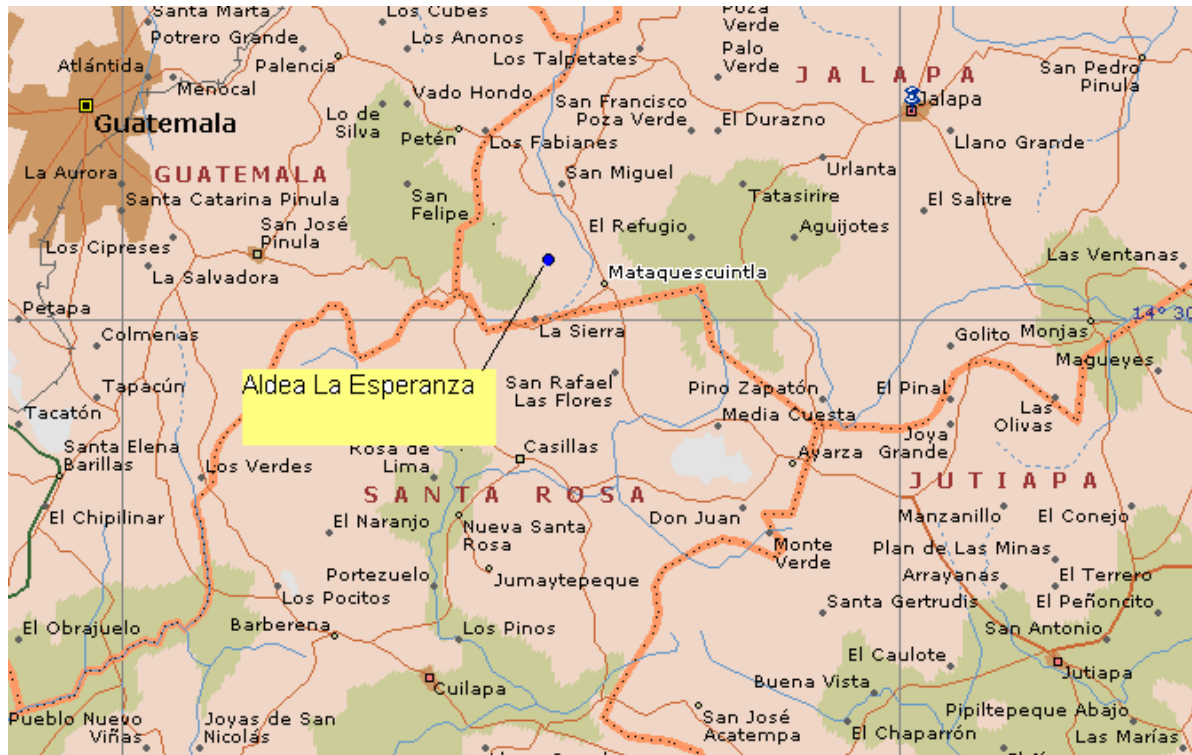 Santa Marta
Los Cubes
Poza
Verde
Potrero Grande
Los Anonos
Palo
Verde
Atlántida
Palencia
Los Talpetates
JALAPA
San Pedro
Pinula
Menocal
Vado Hondo
San Francisco
Poza Verde
Jalapa
Guatemala
Lo de
Silva
Petén
Los Fabianes
El Durazno
Llano Grande
La Aurora
GUATEMALA
San Miguel
Urlanta
Santa Catarina Pinula
San
Felipe
Tatasirire
El Salitre
San José
Pinula
El Refugio
Aguijotes
Los Cipreses
Las Ventanas
La Salvadora
Mataquescuintla
Petapa
14° 30
Colmenas
La Sierra
Golito
Monjas
Magueyes
Aldea La Esperanza
Tapacún
San Rafael
Las Flores
Pino Zapatón
El Pinal
Tacatón
Media Cuesta
Las
Olivas
Santa Elena
Barillas
Rosa de
Lima
Casillas
Joya
Grande
Ayarza
Los Verdes
SANTA ROSA
JUTIAPA
El Chipilinar
El Naranjo
Nueva Santa
Rosa
Don Juan
Manzanillo
El Conejo
Monte
Verde
Plan de Las Minas
Portezuelo
Jumaytepeque
Arrayanas
El Terrero
Los Pocitos
Santa Gertrudis
El Peñoncito
El Obrajuelo
Barberena
Los Pinos
San Antonio
El Caulote
Jutiapa
Cuilapa
Buena Vista
Pueblo Nuevo
Viñas
Joyas de San
Nicolás
San José
Acatempa
Pipiltepeque Abajo
El Chaparrón
Las Marías